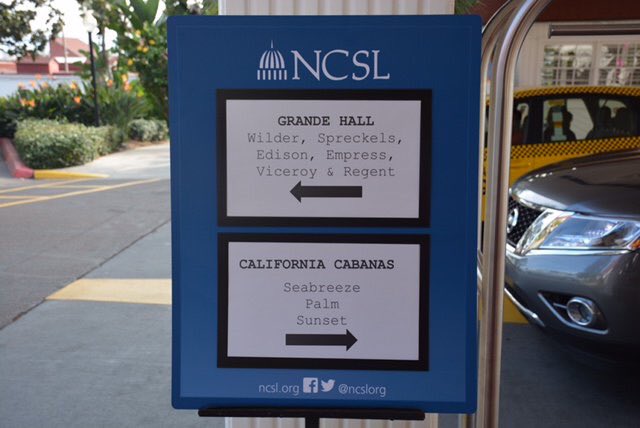 NCSL
GRANDE HALL
Wilder, Spreckels,
Edison, Empress,
Viceroy & Regent
CALIFORNIA CABANAS
Seabreeze
Palm
Sunset
ncsl.org @ncslorg